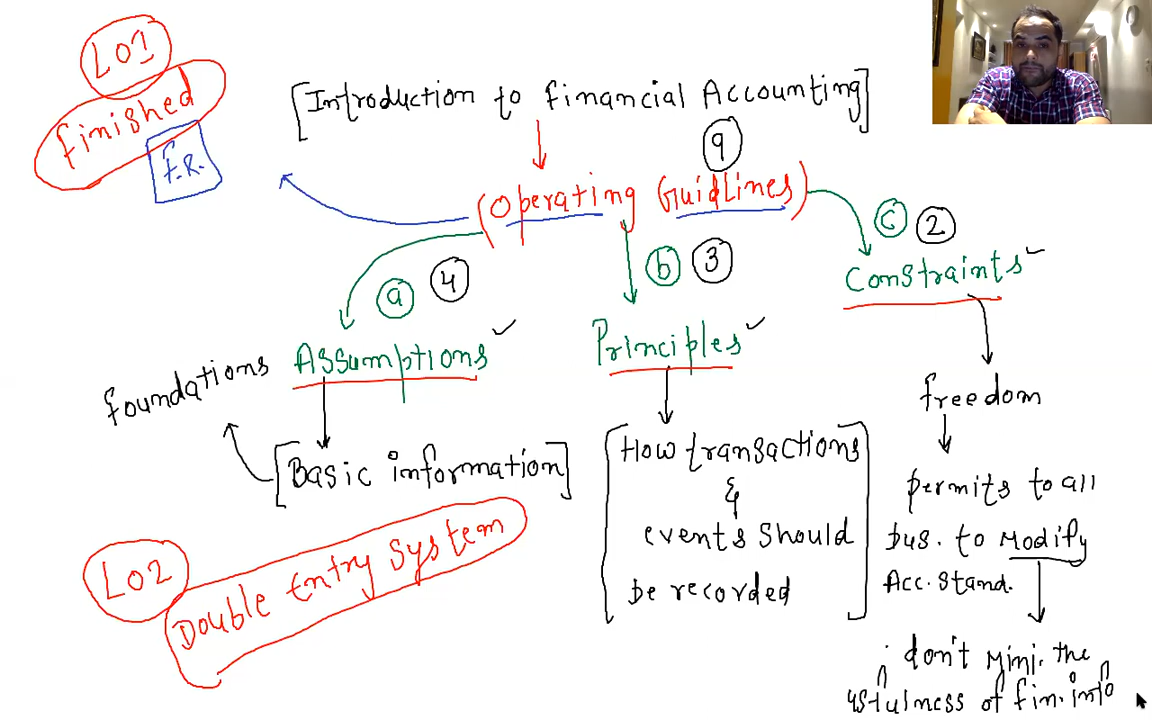 LO1
Finished
F.R.
[Introduction to Financial Accounting]
9
(Operating Guidlines)
a 4
b 3
c 2
Assumptions
Principles
Constraints
foundations
[Basic information]
[How transactions
&
events should
be recorded]
freedom
permits to all
bus. to Modify
Acc. Stand.
don't Mini. the
usefulness of fin. info
LO2
Double Entry System